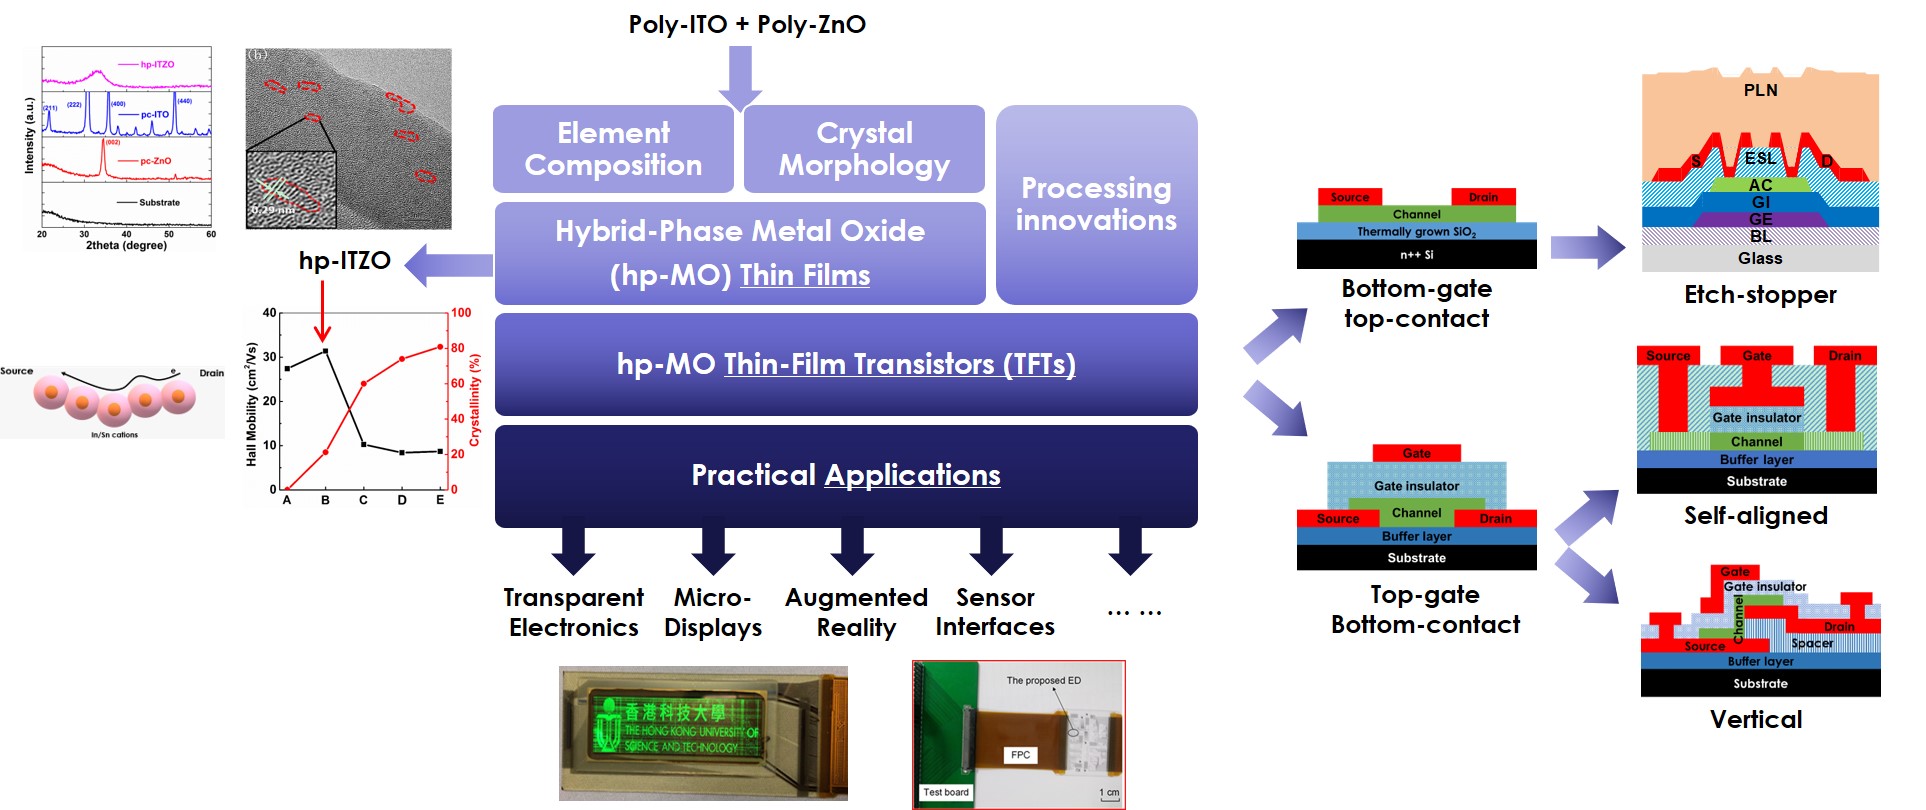 Poly-ITO + Poly-ZnO
Intensity (a.u.)
hp-ITZO
(211)
(222)
(400)
(440)
pc-ITO
(002)
pc-ZnO
Substrate
20 30 40 50 60
2theta (degree)
(b)
0.29 nm
Element
Composition
Crystal
Morphology
Processing
innovations
Hybrid-Phase Metal Oxide
(hp-MO) Thin Films
hp-ITZO
Hall Mobility (cm²/Vs)
40
30
20
10
0
A B C D E
100
80
60
40
20
0
Crystallinity (%)
Source
e
Drain
In/Sn cations
hp-MO Thin-Film Transistors (TFTs)
Practical Applications
Transparent
Electronics
Micro-
Displays
Augmented
Reality
Sensor
Interfaces
... ...
香港科技大學
THE HONG KONG UNIVERSITY OF
SCIENCE AND TECHNOLOGY
The proposed ED
FPC
Test board
1 cm
Source
Drain
Channel
Thermally grown SiO₂
n++ Si
Bottom-gate
top-contact
PLN
S
ESL
D
AC
GI
GE
BL
Glass
Etch-stopper
Source
Gate
Drain
Gate insulator
Channel
Buffer layer
Substrate
Self-aligned
Gate
Gate insulator
Channel
Source
Drain
Buffer layer
Substrate
Top-gate
Bottom-contact
Gate
Gate insulator
Channel
Drain
Spacer
Source
Buffer layer
Substrate
Vertical